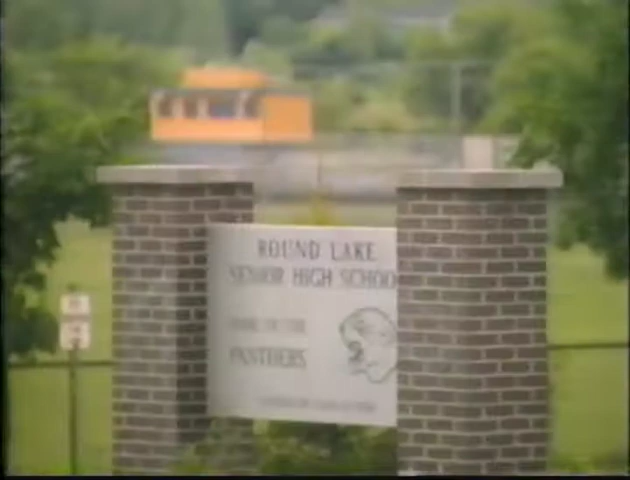 ROUND LAKE
SENIOR HIGH SCHOOL
HOME OF THE
PANTHERS